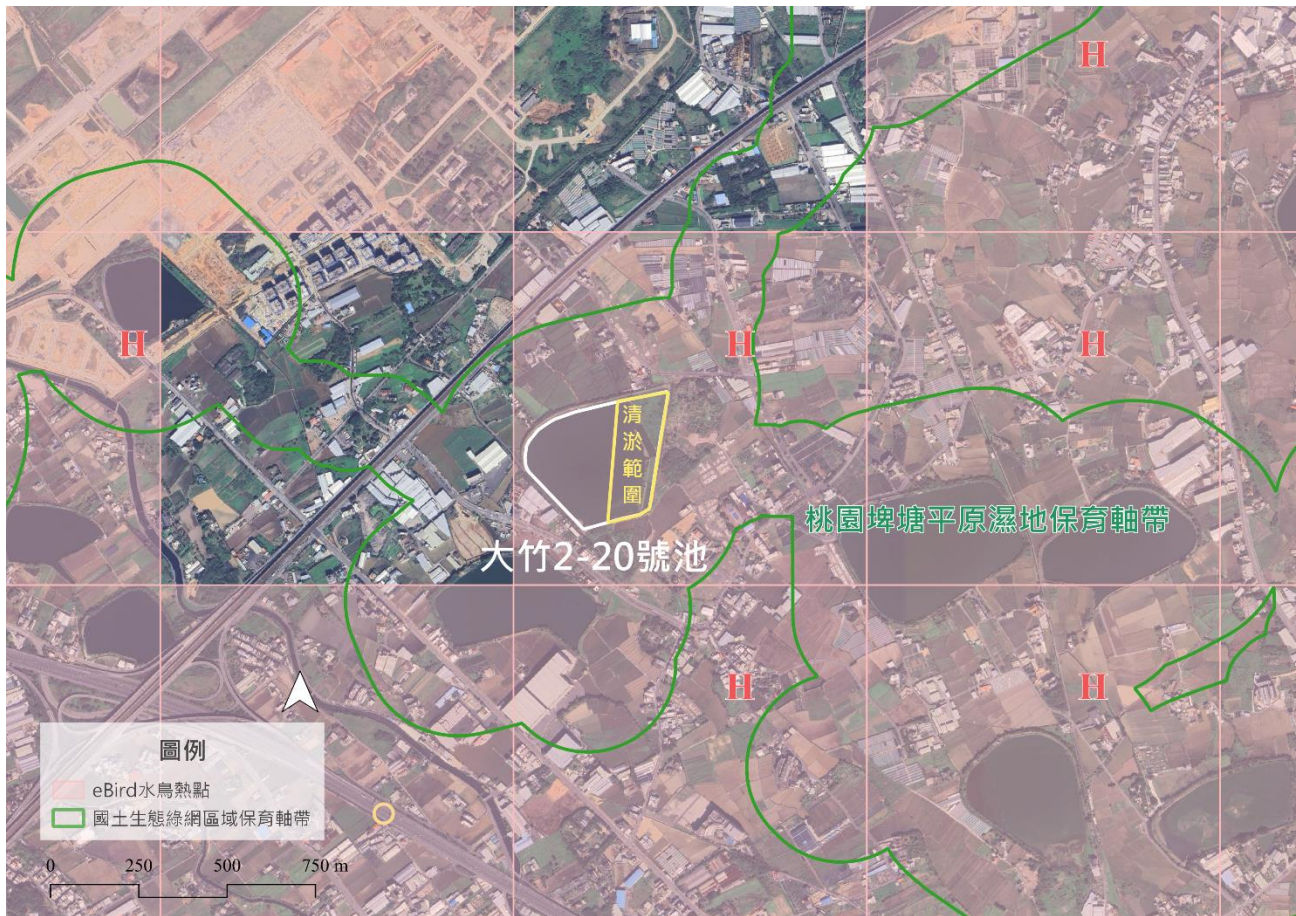 H
H
H
H
清淤範圍
桃園埤塘平原濕地保育軸帶
大竹2-20號池
H
H
圖例
eBird水鳥熱點
國土生態綠網區域保育軸帶
0 250 500 750 m